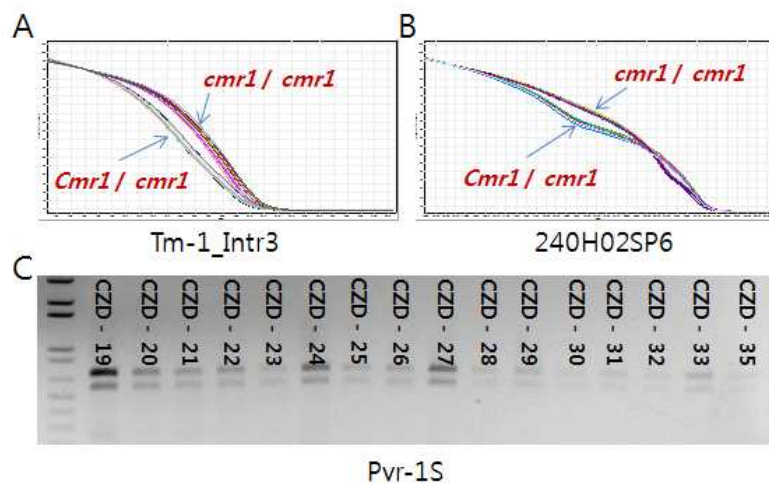 A
B
cmr1 / cmr1
Cmr1 / cmr1
cmr1 / cmr1
Cmr1 / cmr1
Tm-1_Intr3
240H02SP6
C
CZD - 19
CZD - 20
CZD - 21
CZD - 22
CZD - 23
CZD - 24
CZD - 25
CZD - 26
CZD - 27
CZD - 28
CZD - 29
CZD - 30
CZD - 31
CZD - 32
CZD - 33
CZD - 35
Pvr-1S